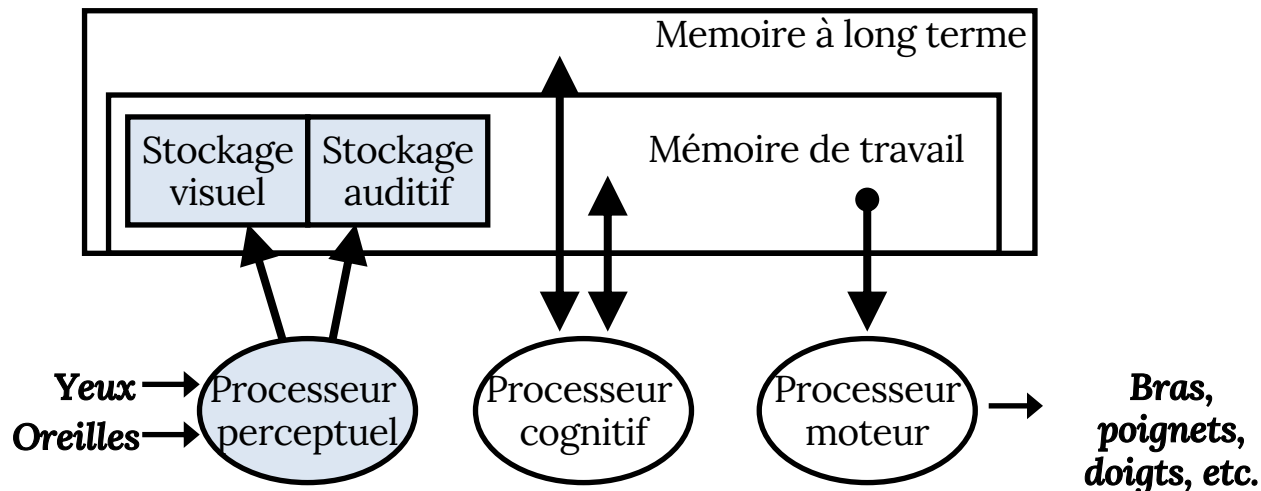 Memoire à long terme
Stockage
visuel
Stockage
auditif
Mémoire de travail
Yeux
Oreilles
Processeur
perceptuel
Processeur
cognitif
Processeur
moteur
Bras,
poignets,
doigts, etc.